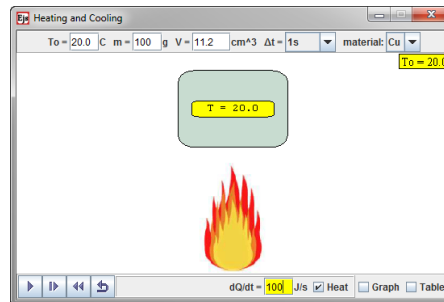 Ejs Heating and Cooling
To = 20.0 C m = 100 g V = 11.2 cm^3 Δt = 1s material: Cu
To = 20.0
T = 20.0
dQ/dt = 100 J/s Heat Graph Table